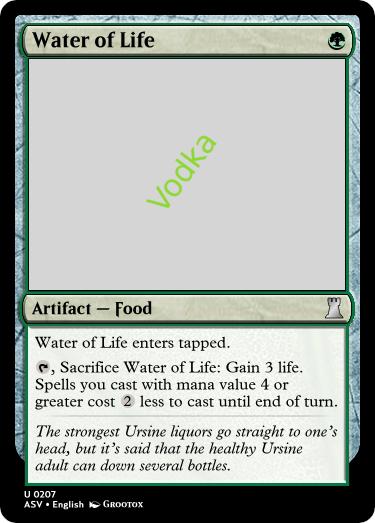 Water of Life
Vodka
Artifact — Food
Water of Life enters tapped.
, Sacrifice Water of Life: Gain 3 life.
Spells you cast with mana value 4 or
greater cost 2 less to cast until end of turn.
The strongest Ursine liquors go straight to one's
head, but it's said that the healthy Ursine
adult can down several bottles.
U 0207
ASV • English Grootox